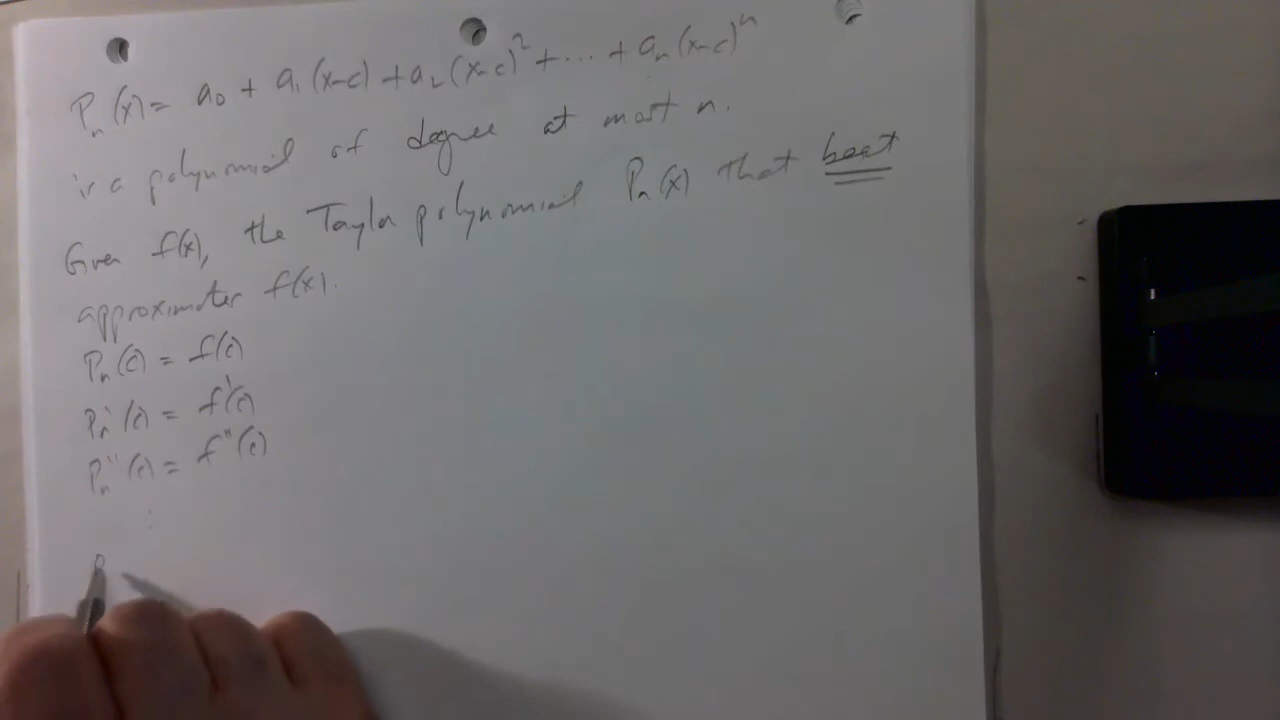 Pₙ(x) = a₀ + a₁(x-c) + a₂(x-c)² + ... + aₙ(x-c)ⁿ
is a polynomial of degree at most n.
Given f(x), the Taylor polynomial Pₙ(x) that best
approximates f(x).
Pₙ(c) = f(c)
Pₙ'(c) = f'(c)
Pₙ''(c) = f''(c)
⋮
P